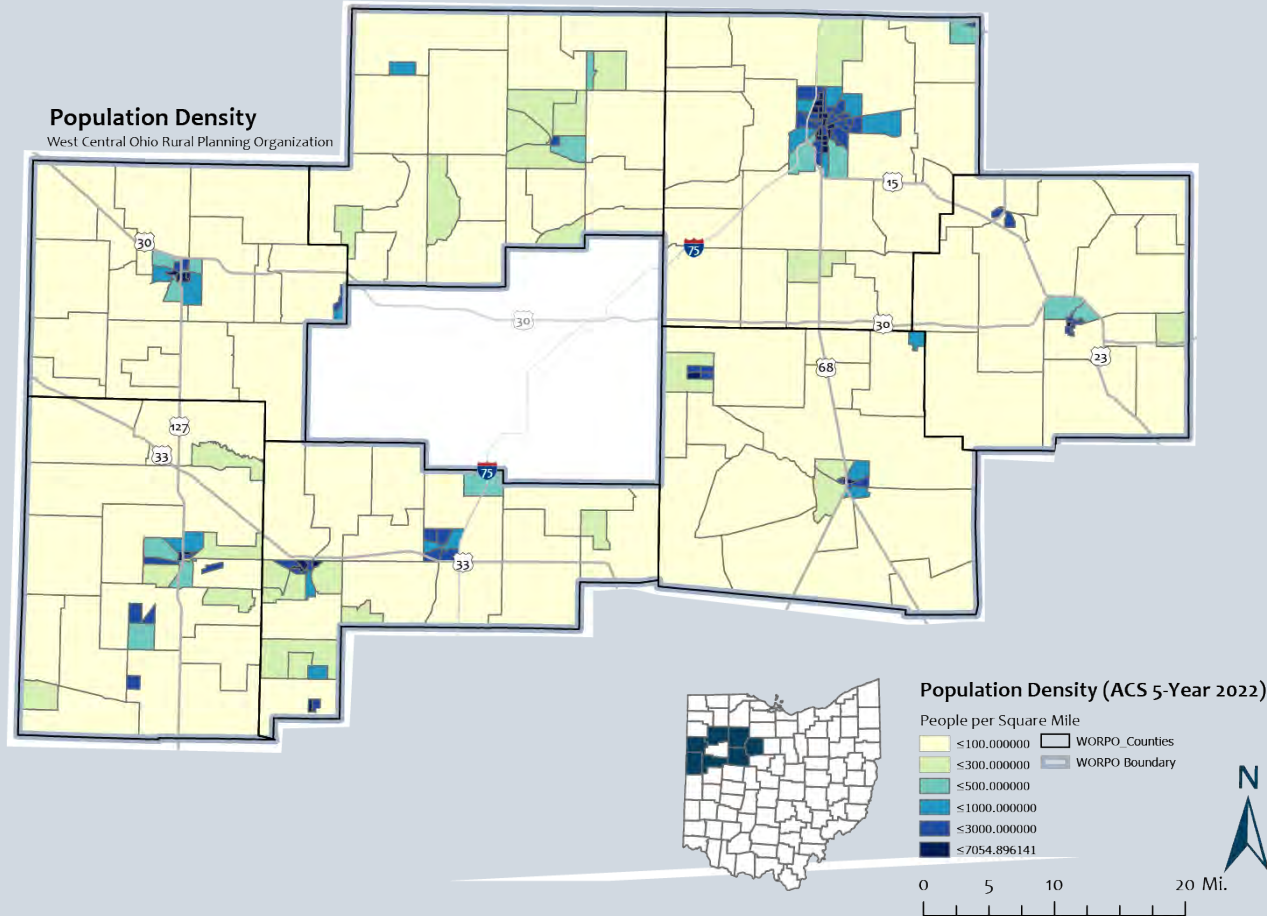 Population Density
West Central Ohio Rural Planning Organization
30
15
75
30
30
23
68
127
33
75
33
Population Density (ACS 5-Year 2022)
People per Square Mile
≤100.000000
WORPO_Counties
≤300.000000
WORPO Boundary
≤500.000000
≤1000.000000
≤3000.000000
≤7054.896141
N
0 5 10 20 Mi.